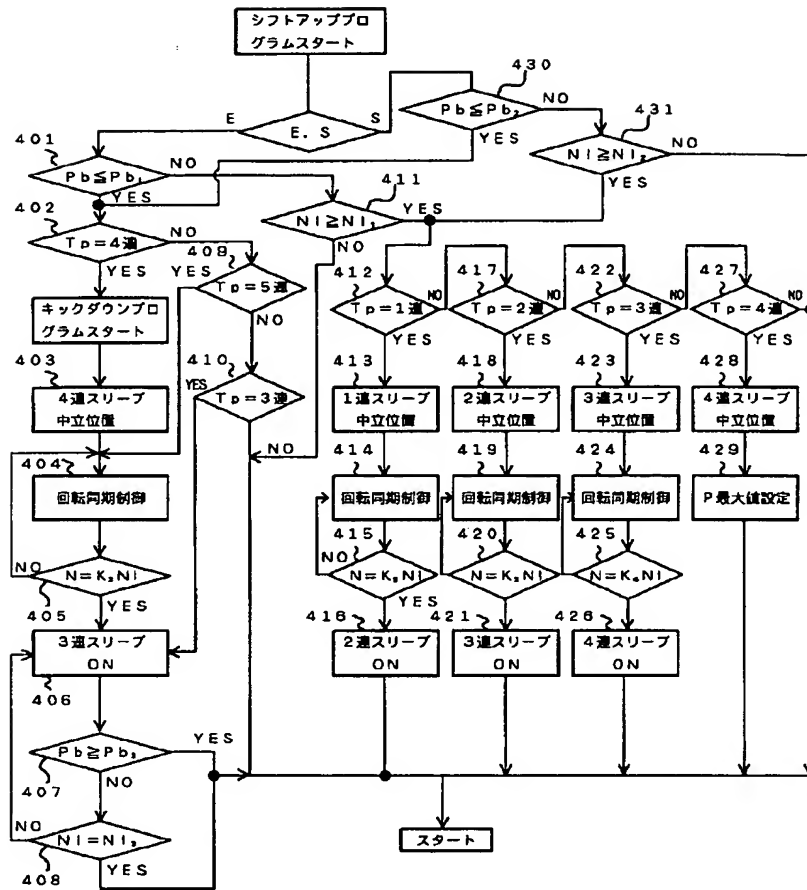 シフトアッププロ
グラムスタート
430
Pb≦Pb₂
NO
YES
E
E. S
S
431
NI≧NI₂
NO
YES
401
Pb≦Pb₁
NO
YES
411
NI≧NI₁
YES
NO
402
Tp=4速
NO
YES
409
Tp=5速
YES
NO
412
Tp=1速
NO
YES
417
Tp=2速
NO
YES
422
Tp=3速
NO
YES
427
Tp=4速
NO
YES
キックダウンプロ
グラムスタート
410
Tp=3速
YES
NO
403
4速スリーブ
中立位置
413
1速スリーブ
中立位置
418
2速スリーブ
中立位置
423
3速スリーブ
中立位置
428
4速スリーブ
中立位置
404
回転同期制御
414
回転同期制御
419
回転同期制御
424
回転同期制御
429
P最大値設定
NO
405
YES
415
NO
YES
420
425
406
3速スリーブ
ON
416
2速スリーブ
ON
421
3速スリーブ
ON
426
4速スリーブ
ON
407
Pb≧Pb₃
YES
NO
408
NI=NI₃
NO
YES
スタート